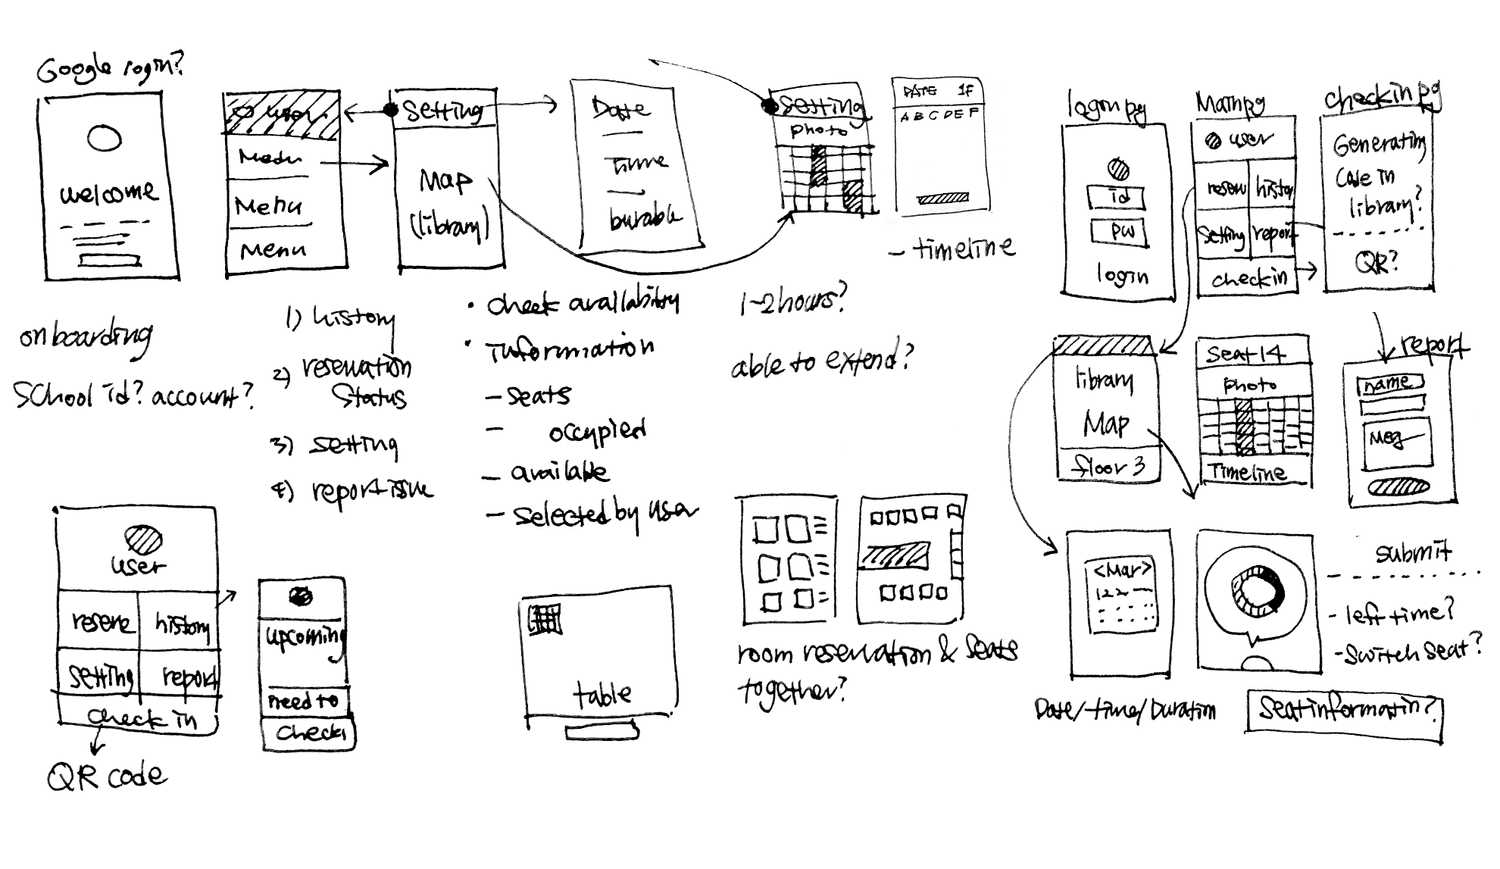 Google login?
welcome
onboarding
School id? account?
user
Menu
Menu
Menu
1) history
2) reservation
status
3) setting
4) report issue
Setting
Map
(library)
Date
Time
• check availability
• Information
- seats
- occupied
- available
- selected by user
Setting
photo
DATE 1F
A B C D E F
- timeline
1-2 hours?
able to extend?
user
reserve
history
setting
report
check in
QR code
upcoming
need to
check
table
room reservation & seats
together?
login pg
id
pw
login
Main pg
user
reserv
history
setting
report
checkin
checkin pg
Generating
Code in
library?
QR?
library
Map
floor 3
Seat 14
photo
Timeline
report
name
Msg
<Mar>
Date/time/Duration
submit
- left time?
- Switch Seat?
Seat informatin?